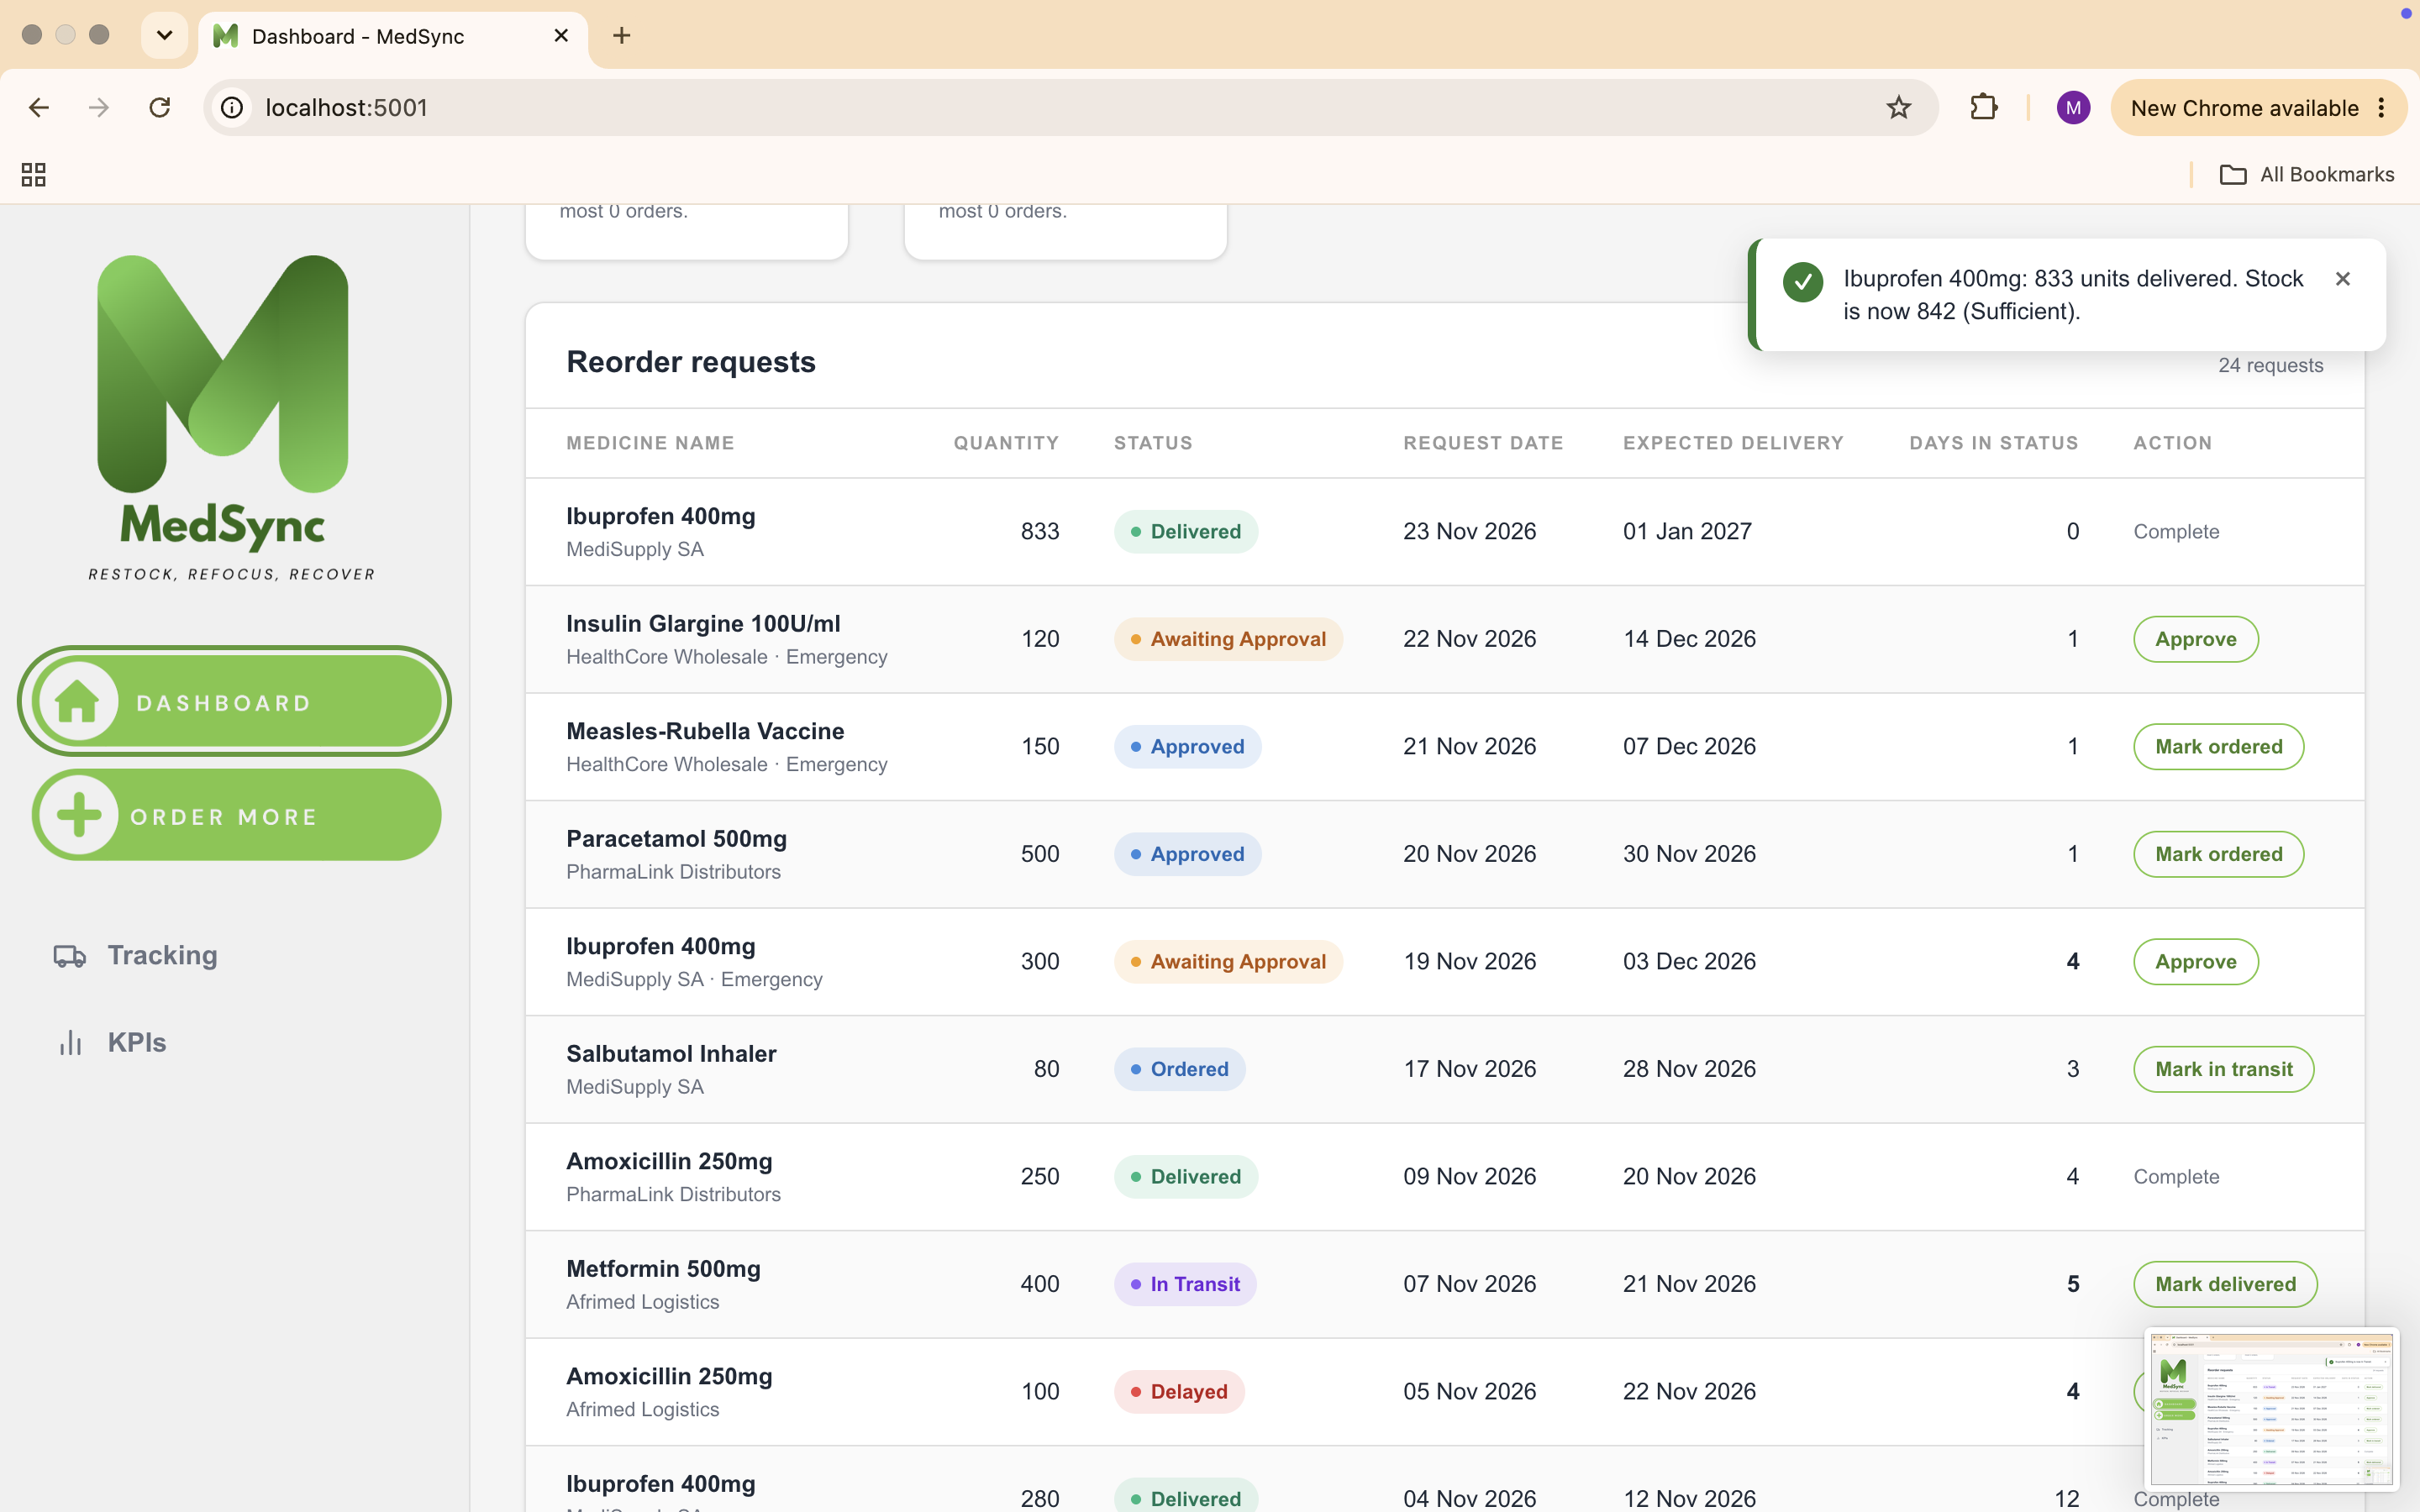 Dashboard - MedSync
localhost:5001
M
New Chrome available
All Bookmarks
MedSync
RESTOCK, REFOCUS, RECOVER
DASHBOARD
ORDER MORE
Tracking
KPIs
most 0 orders.
most 0 orders.
Ibuprofen 400mg: 833 units delivered. Stock
is now 842 (Sufficient).
Reorder requests
24 requests
MEDICINE NAME QUANTITY STATUS REQUEST DATE EXPECTED DELIVERY DAYS IN STATUS ACTION
Ibuprofen 400mg
MediSupply SA
833 Delivered 23 Nov 2026 01 Jan 2027 0 Complete
Insulin Glargine 100U/ml
HealthCore Wholesale · Emergency
120 Awaiting Approval 22 Nov 2026 14 Dec 2026 1 Approve
Measles-Rubella Vaccine
HealthCore Wholesale · Emergency
150 Approved 21 Nov 2026 07 Dec 2026 1 Mark ordered
Paracetamol 500mg
PharmaLink Distributors
500 Approved 20 Nov 2026 30 Nov 2026 1 Mark ordered
Ibuprofen 400mg
MediSupply SA · Emergency
300 Awaiting Approval 19 Nov 2026 03 Dec 2026 4 Approve
Salbutamol Inhaler
MediSupply SA
80 Ordered 17 Nov 2026 28 Nov 2026 3 Mark in transit
Amoxicillin 250mg
PharmaLink Distributors
250 Delivered 09 Nov 2026 20 Nov 2026 4 Complete
Metformin 500mg
Afrimed Logistics
400 In Transit 07 Nov 2026 21 Nov 2026 5 Mark delivered
Amoxicillin 250mg
Afrimed Logistics
100 Delayed 05 Nov 2026 22 Nov 2026 4
Ibuprofen 400mg
280 Delivered 04 Nov 2026 12 Nov 2026 12 Complete